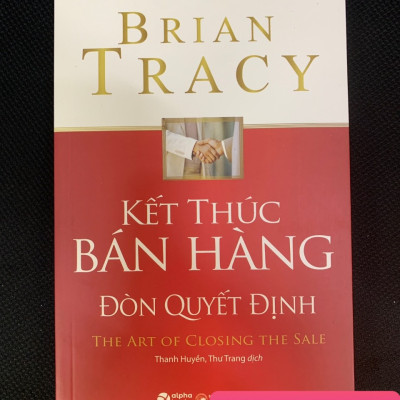 BRIAN
TRACY
KẾT THÚC
BÁN HÀNG
ĐÒN QUYẾT ĐỊNH
THE ART OF CLOSING THE SALE
Thanh Huyền, Thư Trang dịch
alpha